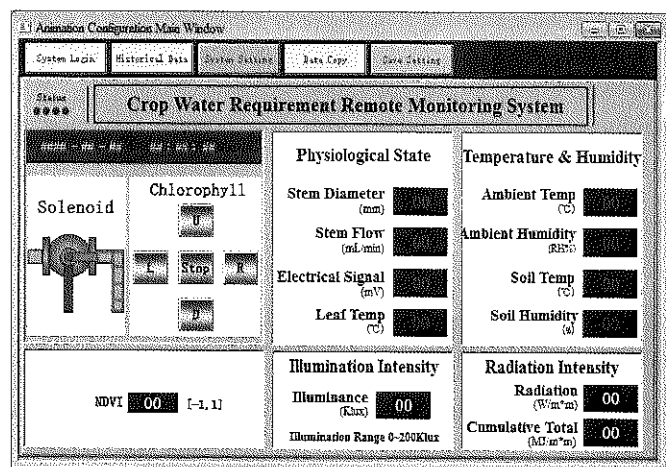 Animation Configuration Main Window
System Login Historical Data System Setting Data Copy Save Setting
Status
Crop Water Requirement Remote Monitoring System
Physiological State
Temperature & Humidity
Solenoid
Chlorophyll
U
L Stop R
D
Stem Diameter
(mm)
Stem Flow
(mL/min)
Electrical Signal
(mV)
Leaf Temp
(℃)
Ambient Temp
(℃)
Ambient Humidity
(RH%)
Soil Temp
(℃)
Soil Humidity
NDVI 00 [-1,1]
Illumination Intensity
Illuminance 00
(Klux)
Illumination Range 0~200Klux
Radiation Intensity
Radiation 00
(W/m*m)
Cumulative Total 00
(MJ/m*m)